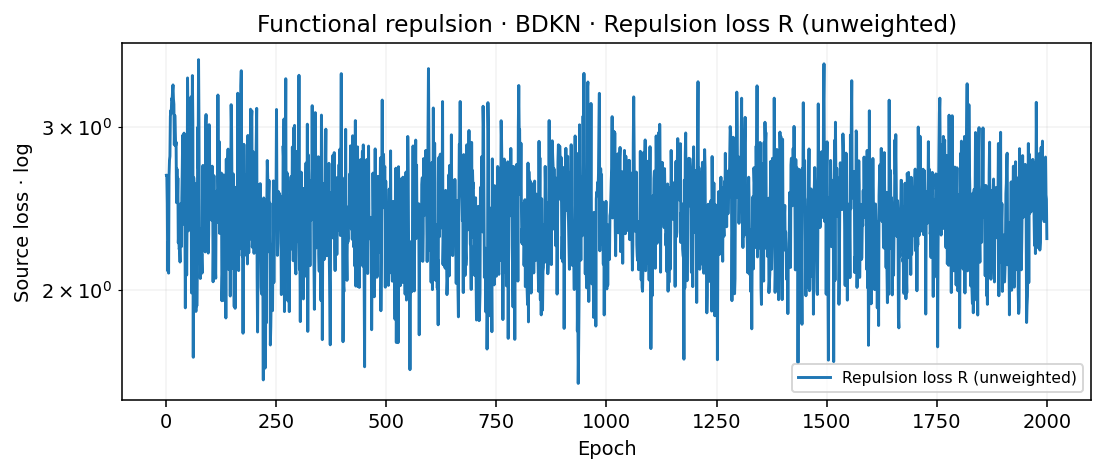 Functional repulsion · BDKN · Repulsion loss R (unweighted)
Source loss · log
3 × 10⁰
2 × 10⁰
Repulsion loss R (unweighted)
0 250 500 750 1000 1250 1500 1750 2000
Epoch